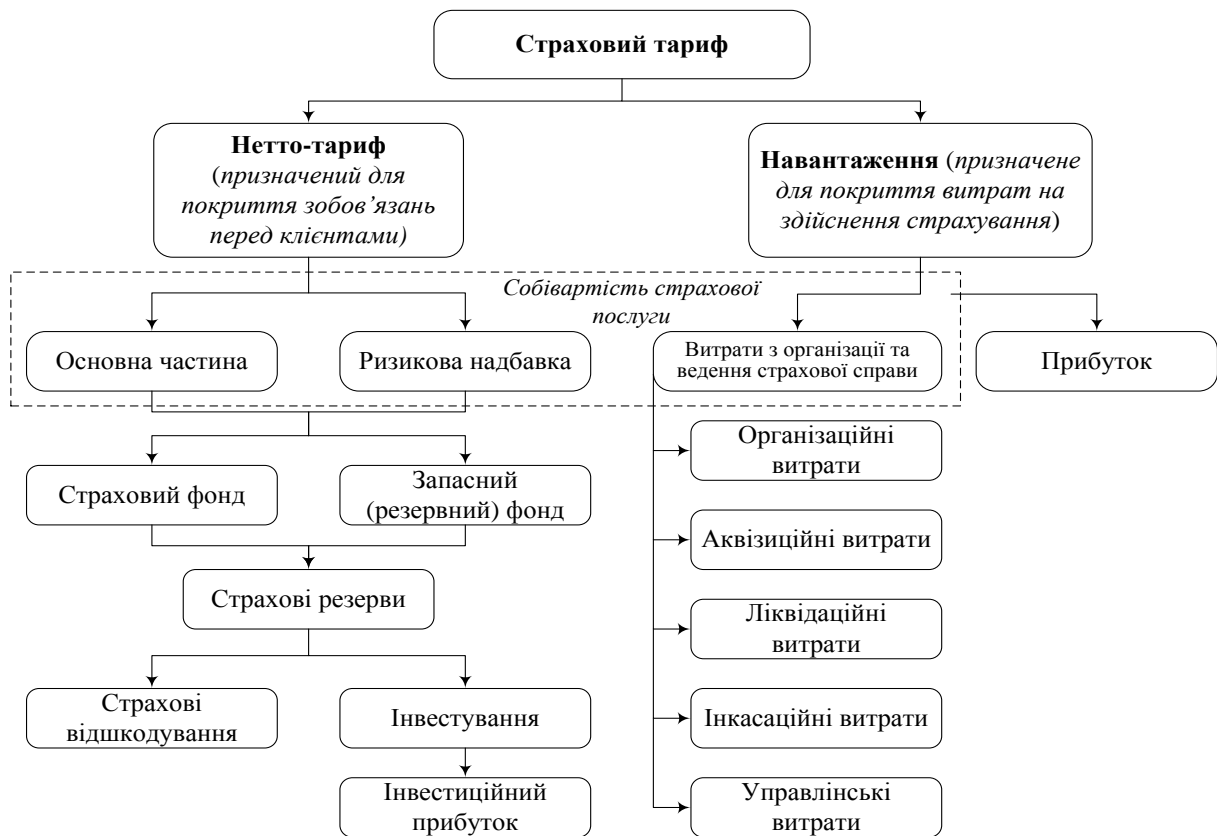 Страховий тариф
Нетто-тариф
(призначений для
покриття зобов’язань
перед клієнтами)
Навантаження (призначене
для покриття витрат на
здійснення страхування)
Собівартість страхової
послуги
Основна частина
Ризикова надбавка
Витрати з організації та
ведення страхової справи
Прибуток
Страховий фонд
Запасний
(резервний) фонд
Страхові резерви
Страхові
відшкодування
Інвестування
Інвестиційний
прибуток
Організаційні
витрати
Аквізиційні витрати
Ліквідаційні
витрати
Інкасаційні витрати
Управлінські
витрати